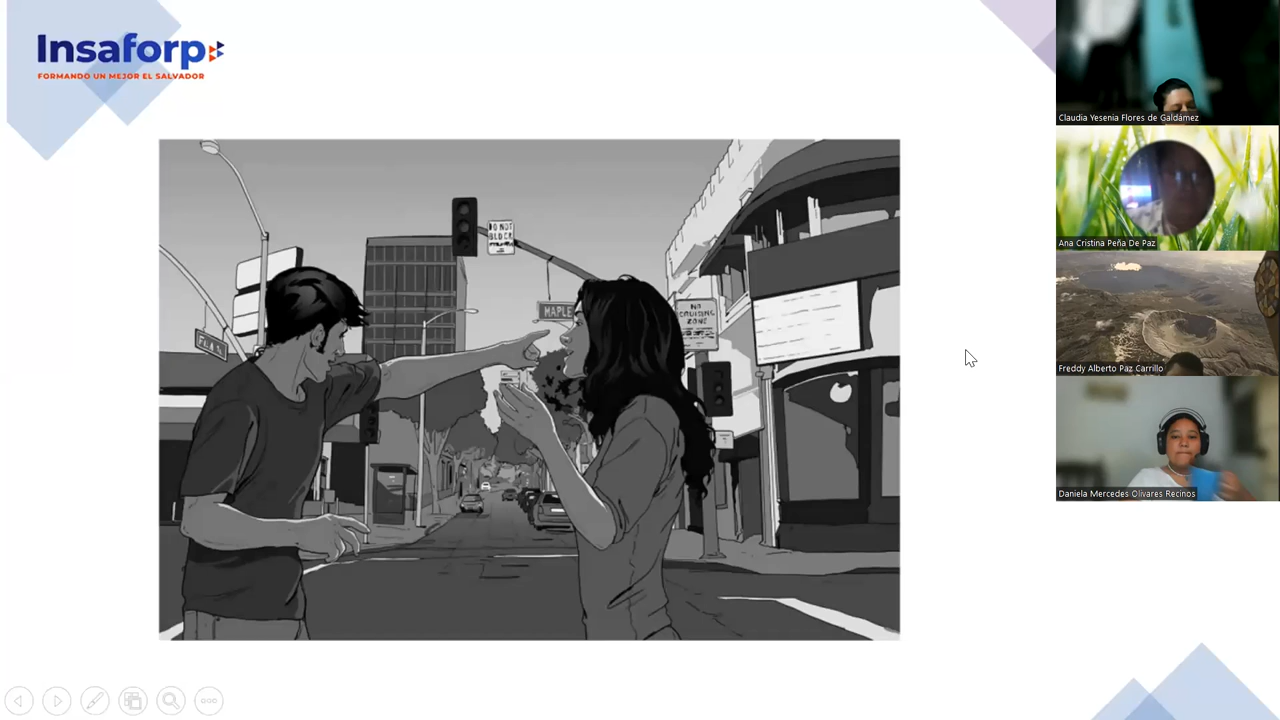 Insaforp
FORMANDO UN MEJOR EL SALVADOR
DO NOT
BLOCK
MAPLE
NO
CRUISING
ZONE
Claudia Yesenia Flores de Galdámez
Ana Cristina Peña De Paz
Freddy Alberto Paz Carrillo
Daniela Mercedes Olivares Recinos